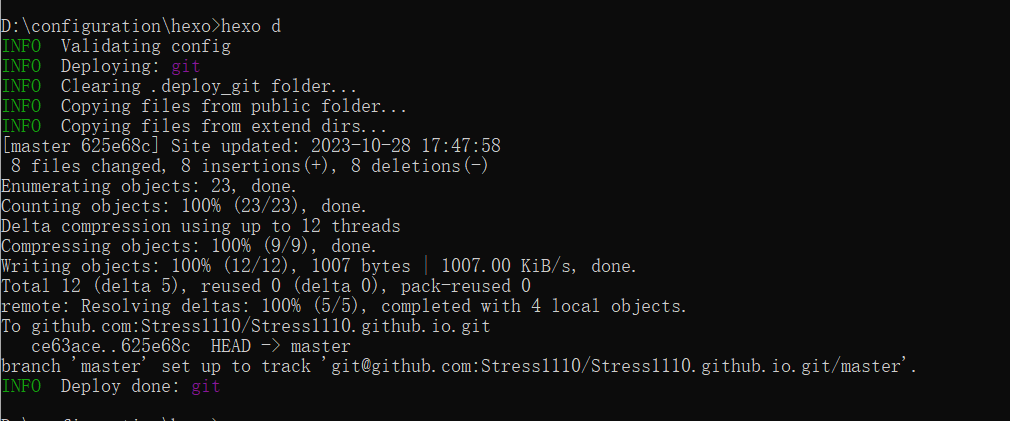 D:\configuration\hexo>hexo d
INFO  Validating config
INFO  Deploying: git
INFO  Clearing .deploy_git folder...
INFO  Copying files from public folder...
INFO  Copying files from extend dirs...
[master 625e68c] Site updated: 2023-10-28 17:47:58
 8 files changed, 8 insertions(+), 8 deletions(-)
Enumerating objects: 23, done.
Counting objects: 100% (23/23), done.
Delta compression using up to 12 threads
Compressing objects: 100% (9/9), done.
Writing objects: 100% (12/12), 1007 bytes | 1007.00 KiB/s, done.
Total 12 (delta 5), reused 0 (delta 0), pack-reused 0
remote: Resolving deltas: 100% (5/5), completed with 4 local objects.
To github.com:Stress1110/Stress1110.github.io.git
   ce63ace..625e68c  HEAD -> master
branch 'master' set up to track 'git@github.com:Stress1110/Stress1110.github.io.git/master'.
INFO  Deploy done: git